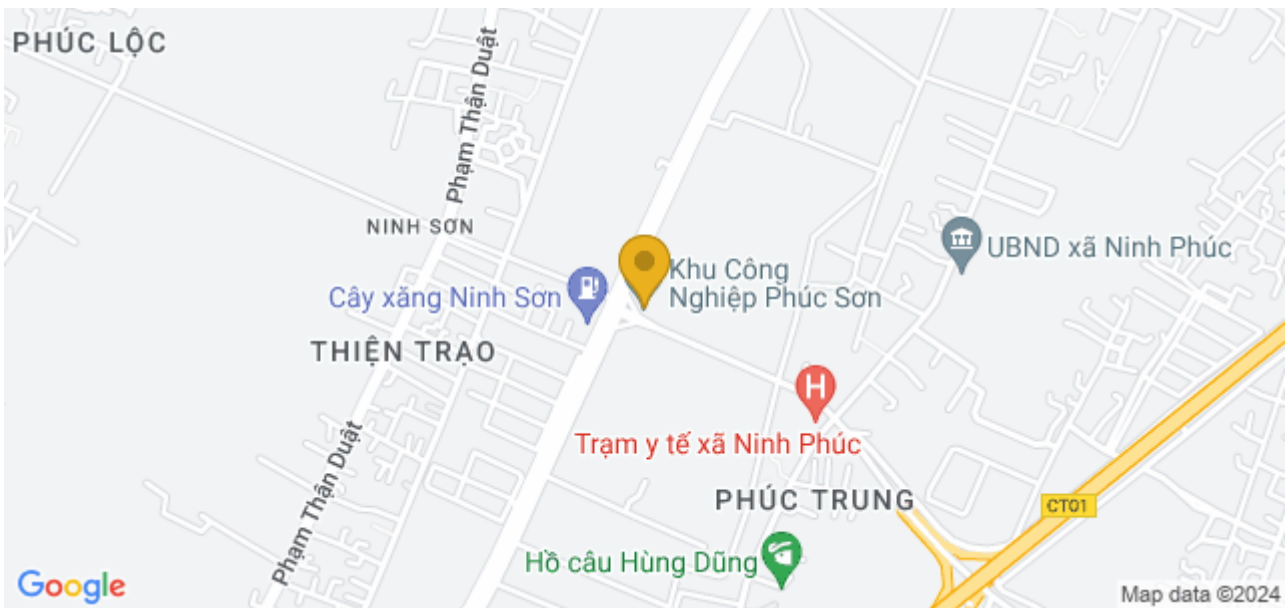 PHÚC LỘC
Phạm Thận Duật
NINH SƠN
UBND xã Ninh Phúc
Khu Công
Nghiệp Phúc Sơn
Cây xăng Ninh Sơn
THIỆN TRẠO
H
Trạm y tế xã Ninh Phúc
PHÚC TRUNG
CT01
Phạm Thận Duật
Hồ câu Hùng Dũng
Google
Map data ©2024